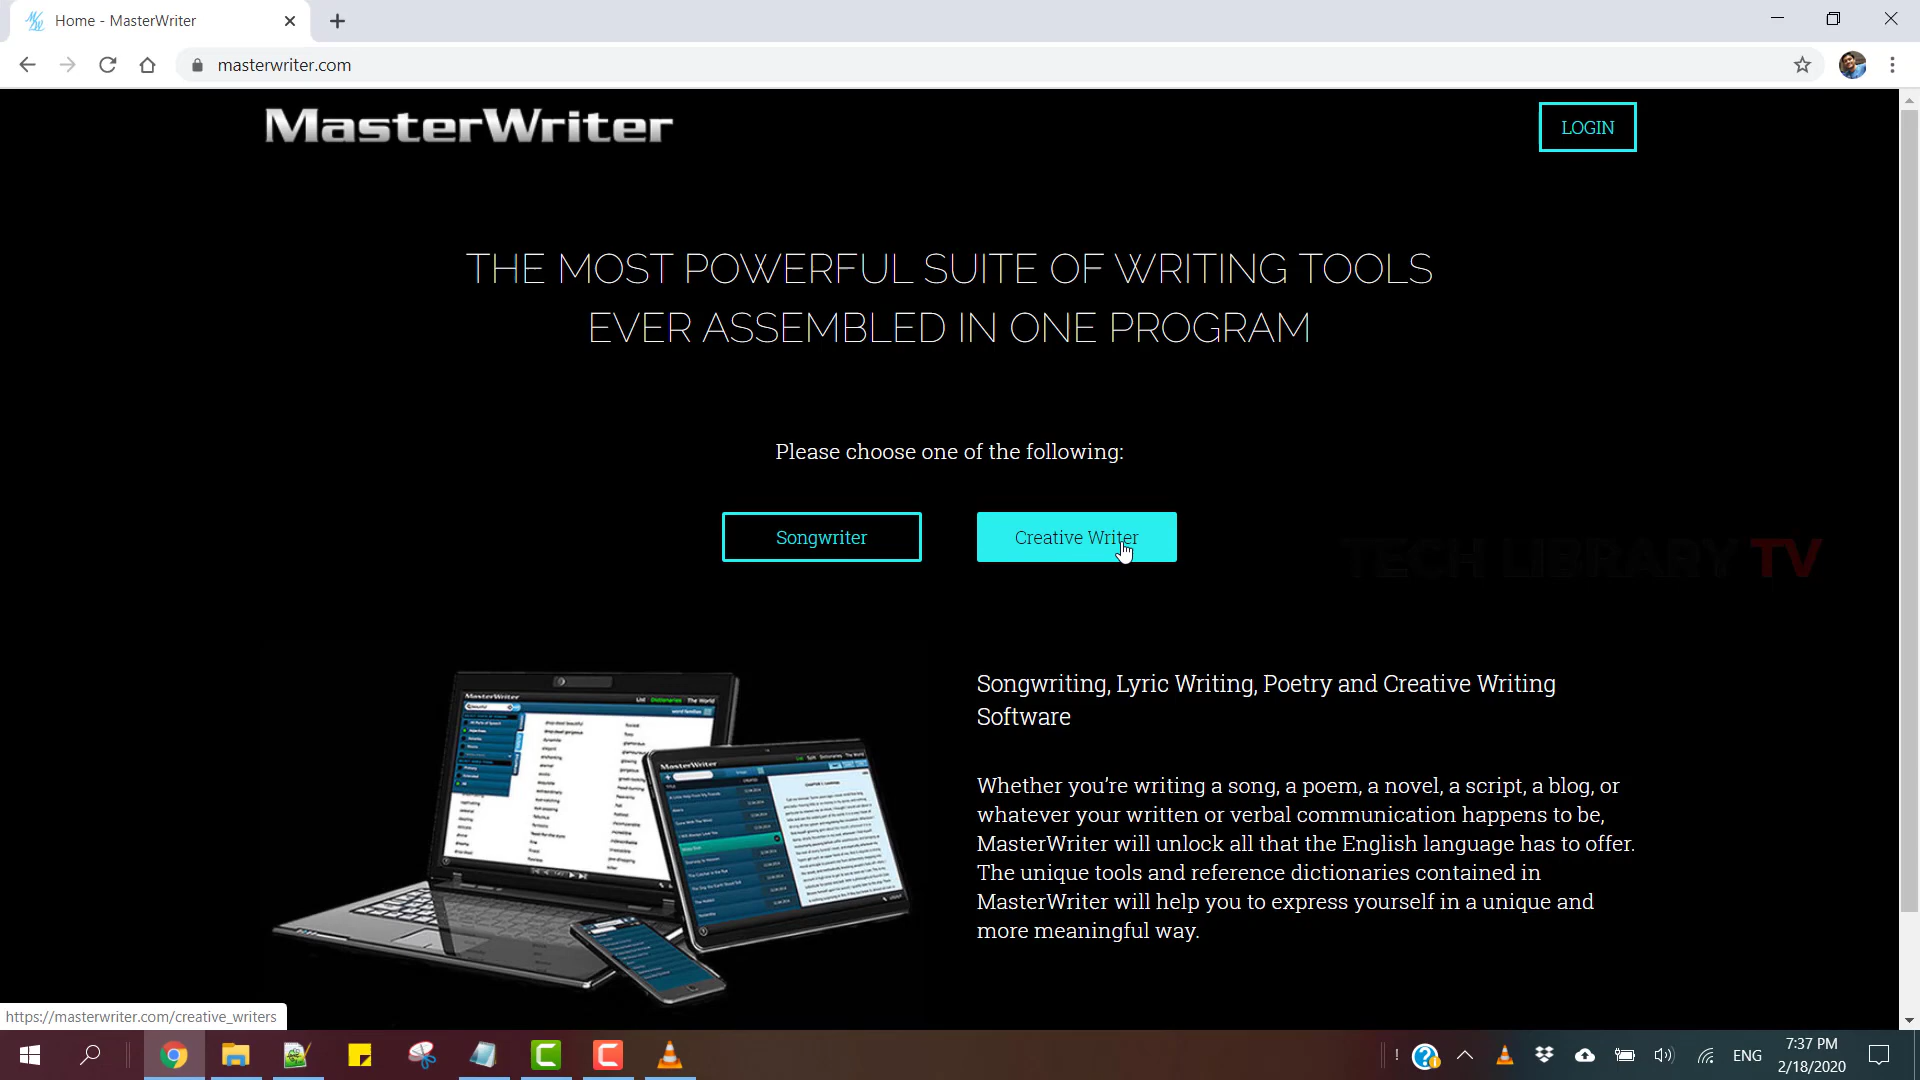 Home - MasterWriter
masterwriter.com
MasterWriter
LOGIN
THE MOST POWERFUL SUITE OF WRITING TOOLS
EVER ASSEMBLED IN ONE PROGRAM
Please choose one of the following:
Songwriter
Creative Writer
TECH LIBRARY TV
Songwriting, Lyric Writing, Poetry and Creative Writing
Software
Whether you’re writing a song, a poem, a novel, a script, a blog, or
whatever your written or verbal communication happens to be,
MasterWriter will unlock all that the English language has to offer.
The unique tools and reference dictionaries contained in
MasterWriter will help you to express yourself in a unique and
more meaningful way.
MasterWriter
MasterWriter
https://masterwriter.com/creative_writers
ENG
7:37 PM
2/18/2020